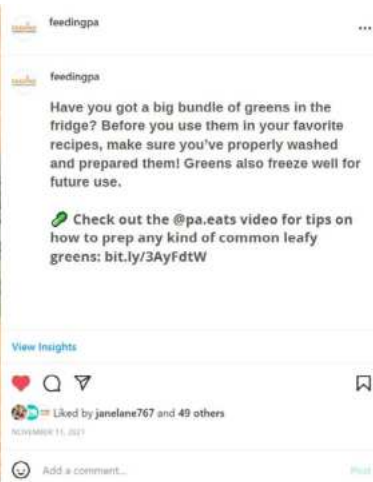 feedingpa
feedingpa
Have you got a big bundle of greens in the
fridge? Before you use them in your favorite
recipes, make sure you've properly washed
and prepared them! Greens also freeze well for
future use.
Check out the @pa.eats video for tips on
how to prep any kind of common leafy
greens: bit.ly/3AyFdtW
View Insights
Liked by janelane767 and 49 others
NOVEMBER 11, 2021
Add a comment...
Post